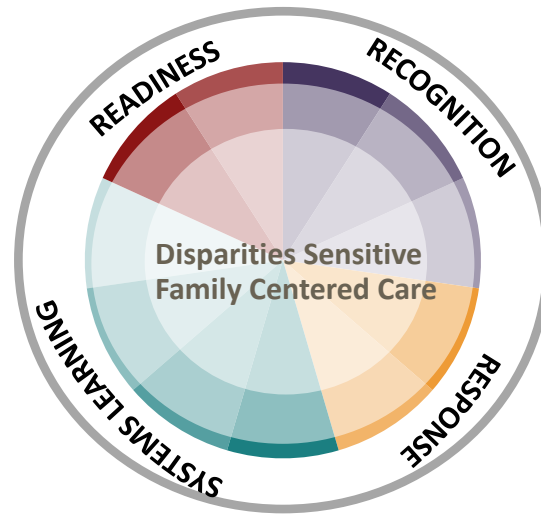 READINESS
RECOGNITION
Disparities Sensitive
Family Centered Care
SYSTEMS LEARNING
RESPONSE